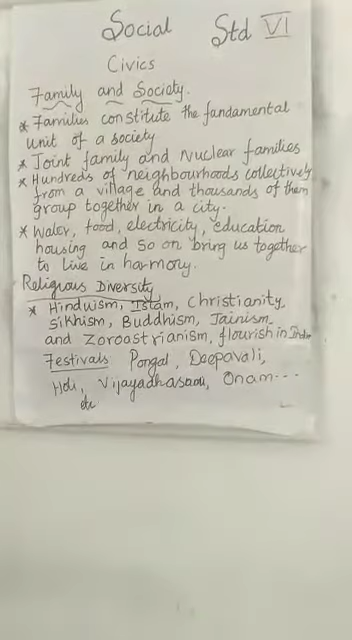 Social Std VI
Civics
Family and Society.
* Families constitute the fundamental
unit of a society
* Joint family and Nuclear families
* Hundreds of neighbourhoods collectively
from a village and thousands of them
group together in a city.
* Water, food, electricity, education
housing and so on bring us together
to live in harmony.
Religious Diversity
* Hinduism, Islam, Christianity,
Sikhism, Buddhism, Jainism,
and Zoroastrianism, flourish in India
Festivals Pongal, Deepavali,
Holi, Vijayadhasami, Onam...
etc